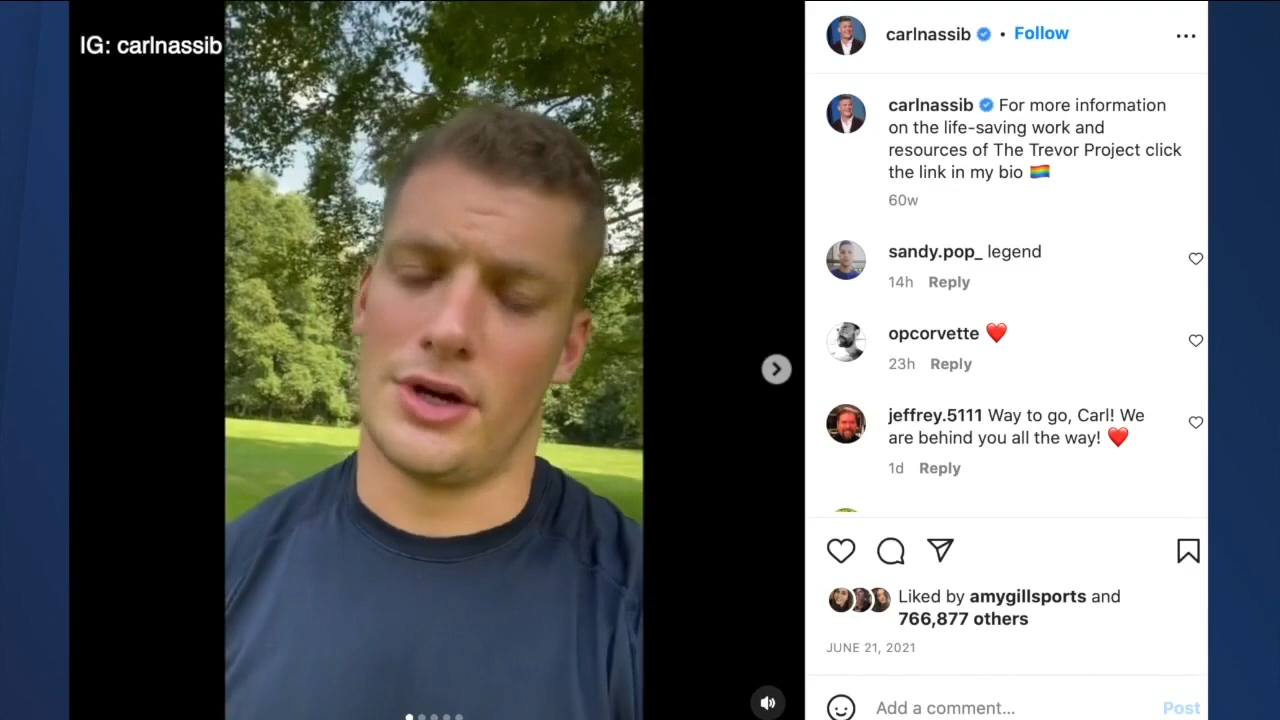 IG: carlnassib
carlnassib • Follow
carlnassib For more information
on the life-saving work and
resources of The Trevor Project click
the link in my bio 🏳️‍🌈
60w
sandy.pop_ legend
14h Reply
opcorvette ❤️
23h Reply
jeffrey.5111 Way to go, Carl! We
are behind you all the way! ❤️
1d Reply
Liked by amygillsports and
766,877 others
JUNE 21, 2021
Add a comment... Post